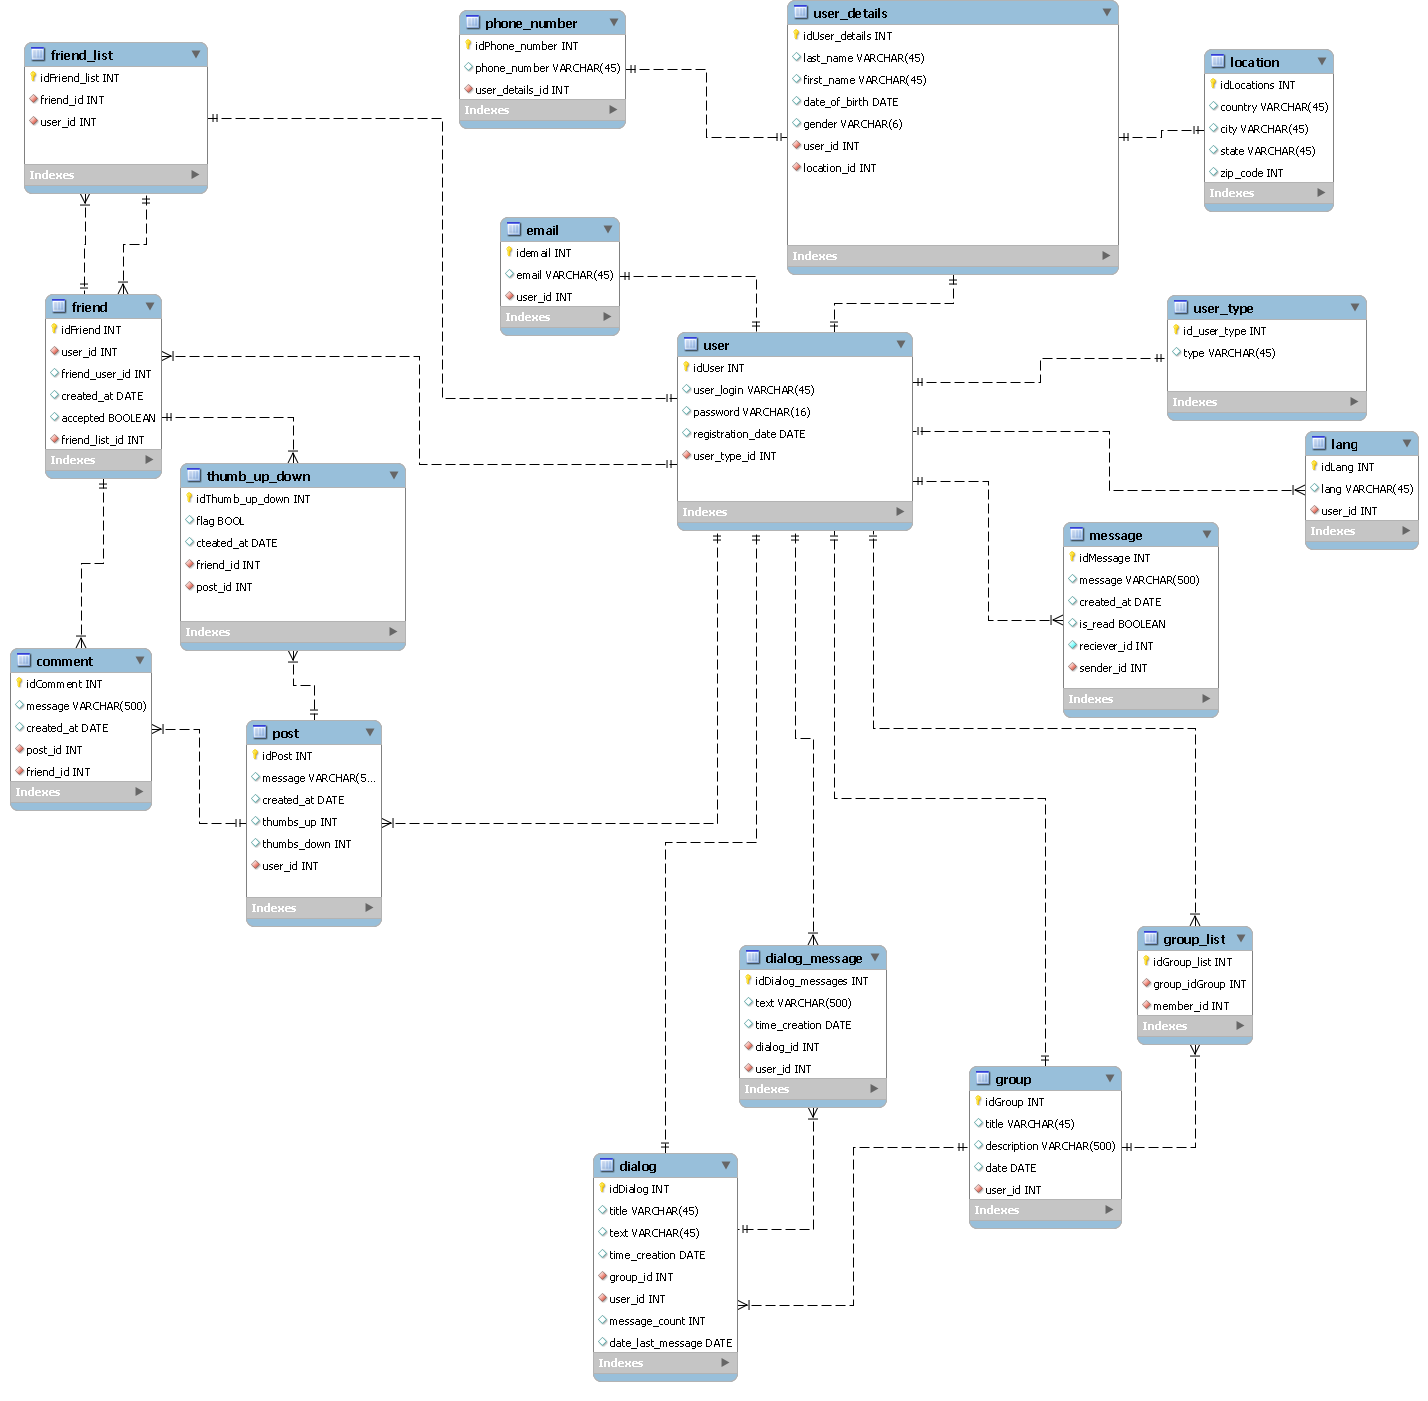 friend_list
idFriend_list INT
friend_id INT
user_id INT
Indexes
phone_number
idPhone_number INT
phone_number VARCHAR(45)
user_details_id INT
Indexes
user_details
idUser_details INT
last_name VARCHAR(45)
first_name VARCHAR(45)
date_of_birth DATE
gender VARCHAR(6)
user_id INT
location_id INT
Indexes
location
idLocations INT
country VARCHAR(45)
city VARCHAR(45)
state VARCHAR(45)
zip_code INT
Indexes
email
idemail INT
email VARCHAR(45)
user_id INT
Indexes
friend
idFriend INT
user_id INT
friend_user_id INT
created_at DATE
accepted BOOLEAN
friend_list_id INT
Indexes
user
idUser INT
user_login VARCHAR(45)
password VARCHAR(16)
registration_date DATE
user_type_id INT
Indexes
user_type
id_user_type INT
type VARCHAR(45)
Indexes
lang
idLang INT
lang VARCHAR(45)
user_id INT
Indexes
thumb_up_down
idThumb_up_down INT
flag BOOL
cteated_at DATE
friend_id INT
post_id INT
Indexes
message
idMessage INT
message VARCHAR(500)
created_at DATE
is_read BOOLEAN
reciever_id INT
sender_id INT
Indexes
comment
idComment INT
message VARCHAR(500)
created_at DATE
post_id INT
friend_id INT
Indexes
post
idPost INT
message VARCHAR(5...
created_at DATE
thumbs_up INT
thumbs_down INT
user_id INT
Indexes
dialog_message
idDialog_messages INT
text VARCHAR(500)
time_creation DATE
dialog_id INT
user_id INT
Indexes
group_list
idGroup_list INT
group_idGroup INT
member_id INT
Indexes
group
idGroup INT
title VARCHAR(45)
description VARCHAR(500)
date DATE
user_id INT
Indexes
dialog
idDialog INT
title VARCHAR(45)
text VARCHAR(45)
time_creation DATE
group_id INT
user_id INT
message_count INT
date_last_message DATE
Indexes